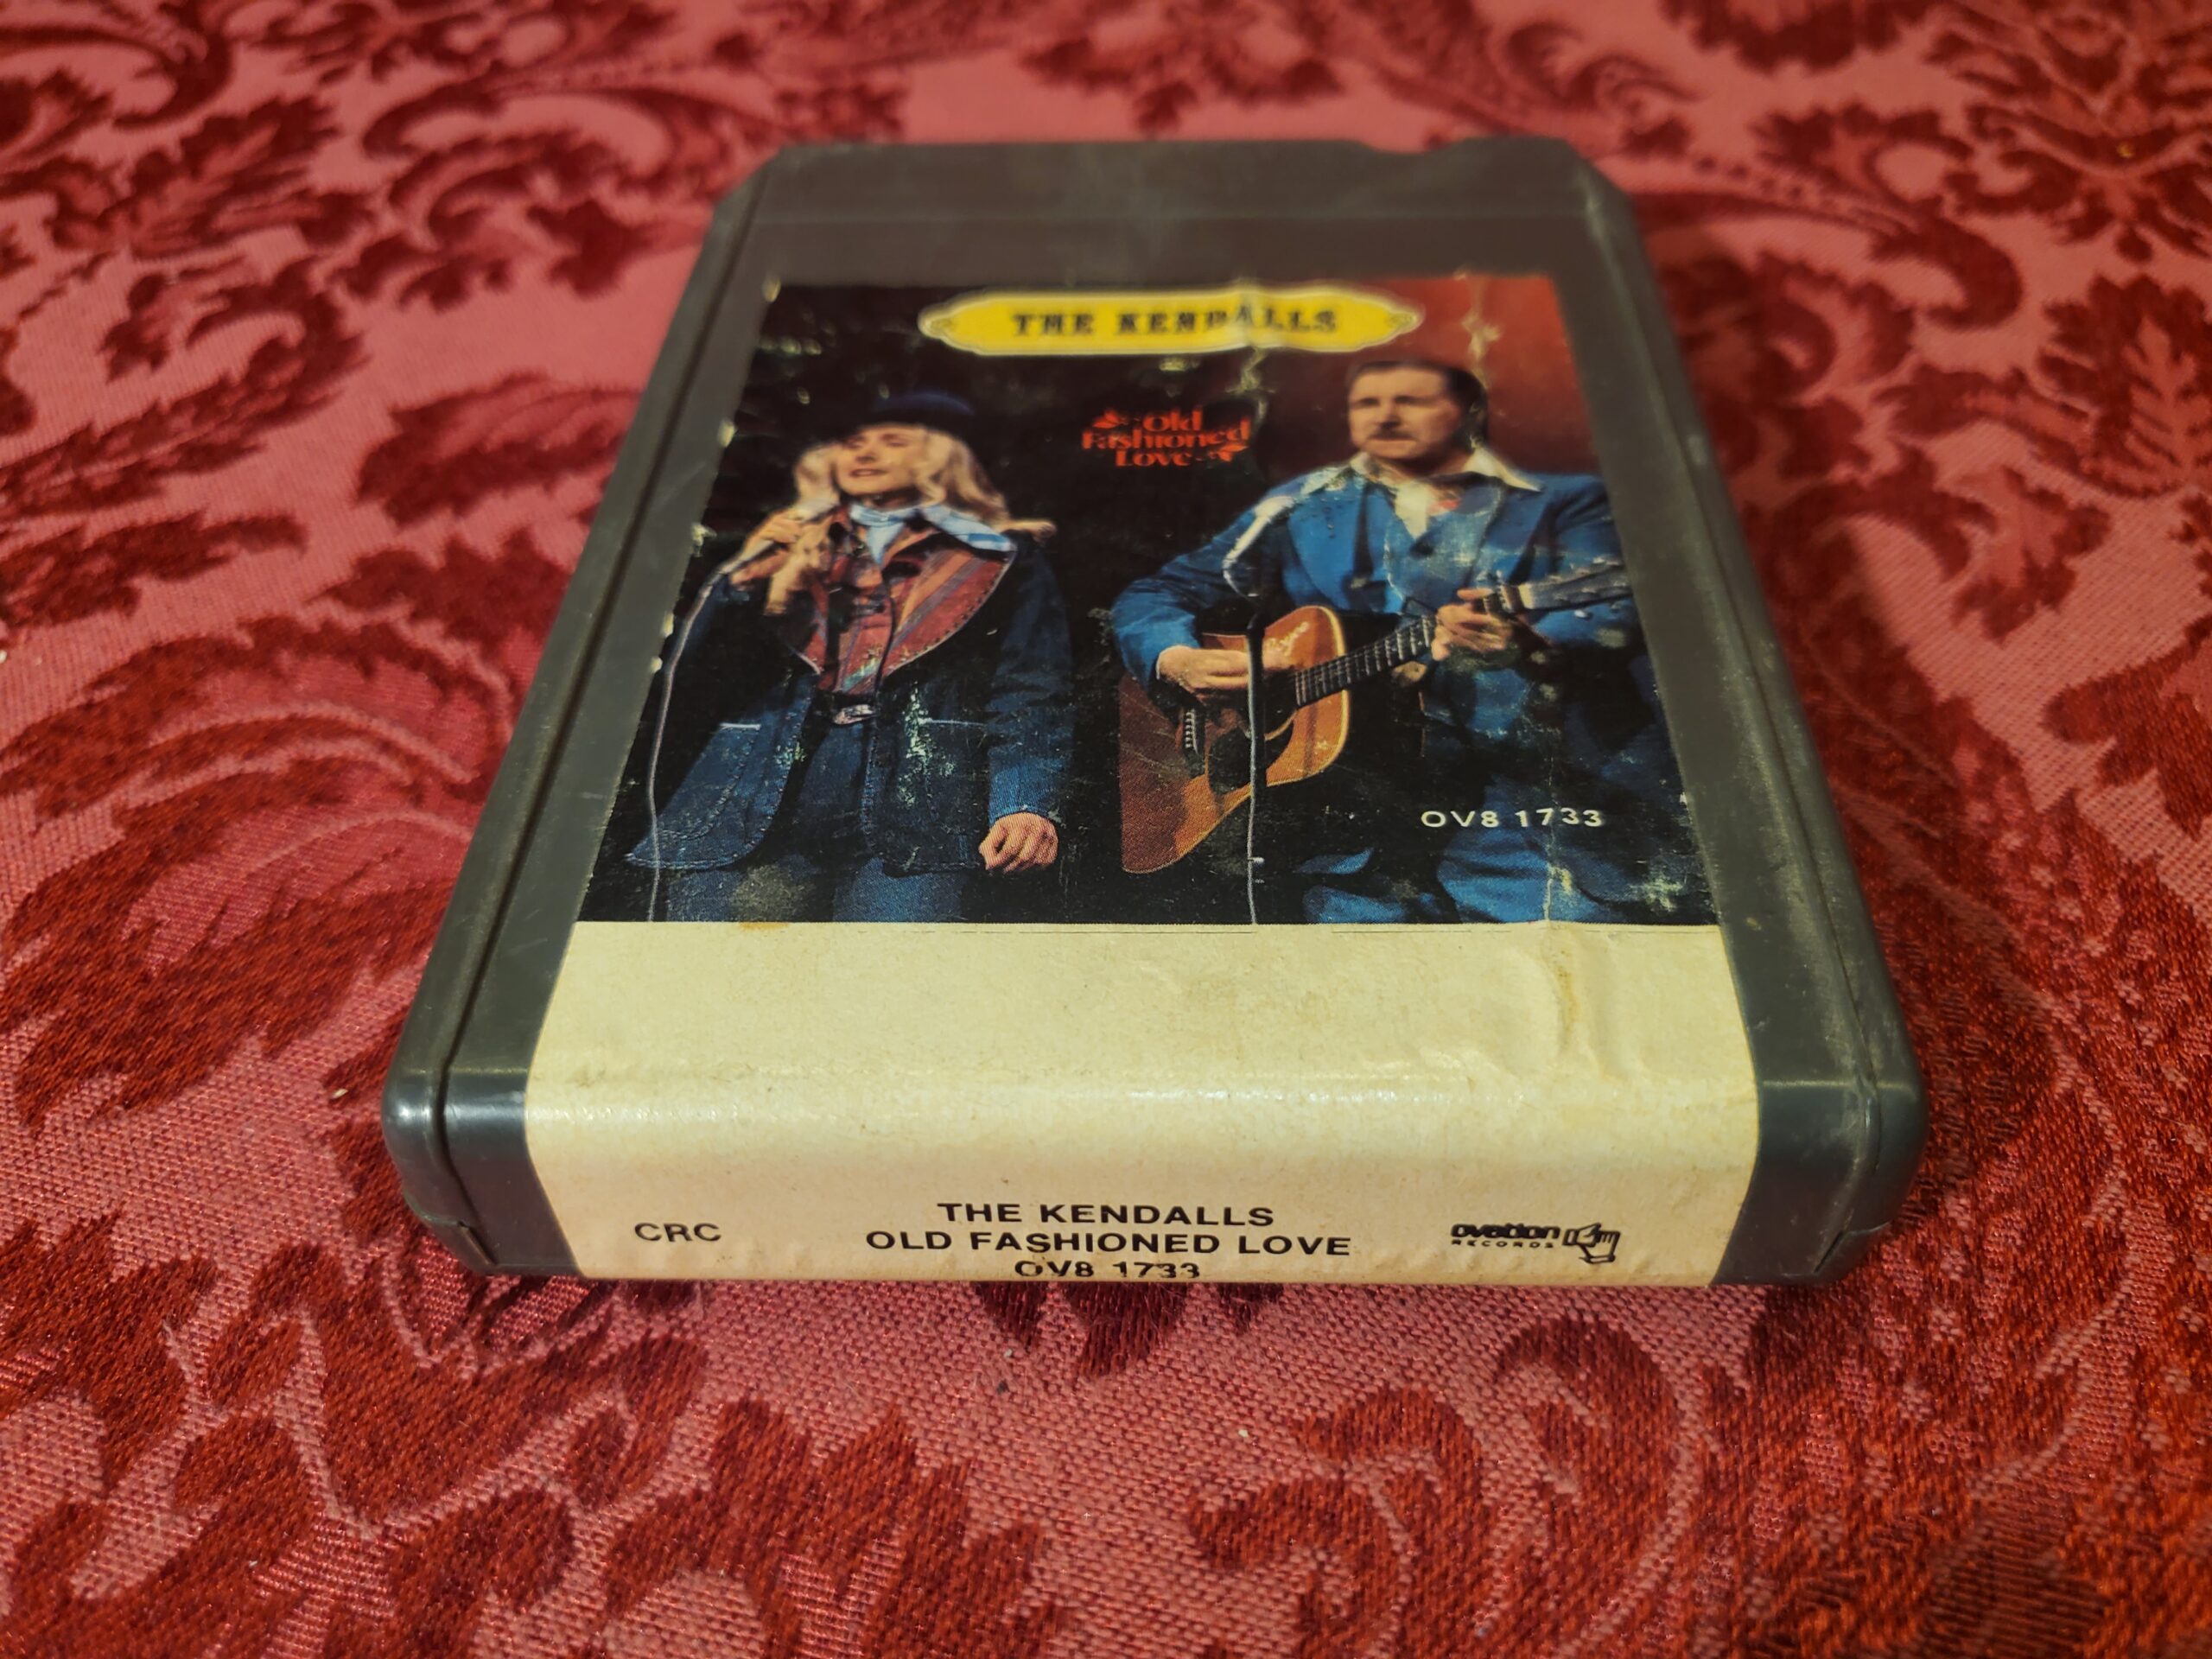 THE KENDALLS
Old
Fashioned
Love
OV8 1733
CRC
THE KENDALLS
OLD FASHIONED LOVE
OV8 1733
ovation
RECORDS